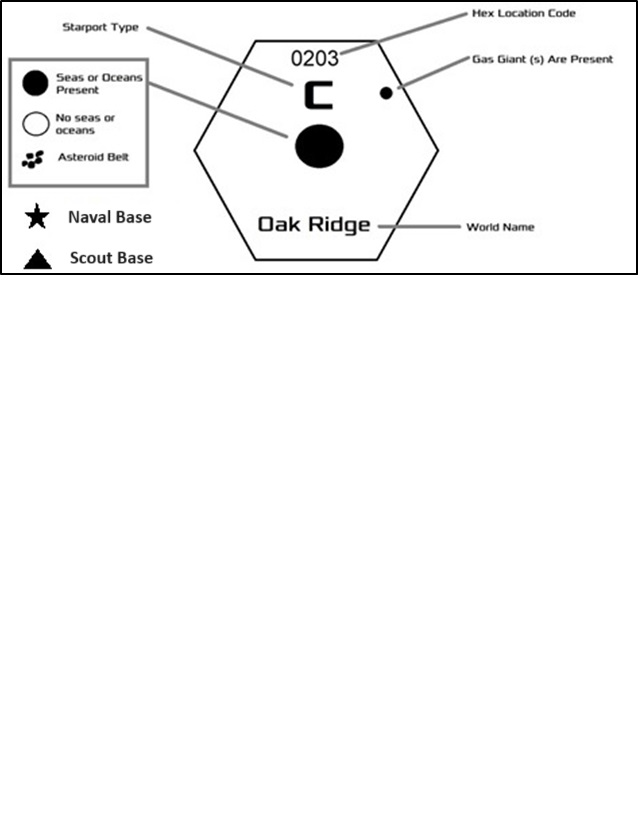 Starport Type
Hex Location Code
0203
Gas Giant (s) Are Present
C
Seas or Oceans
Present
No seas or
oceans
Asteroid Belt
Naval Base
Scout Base
Oak Ridge
World Name